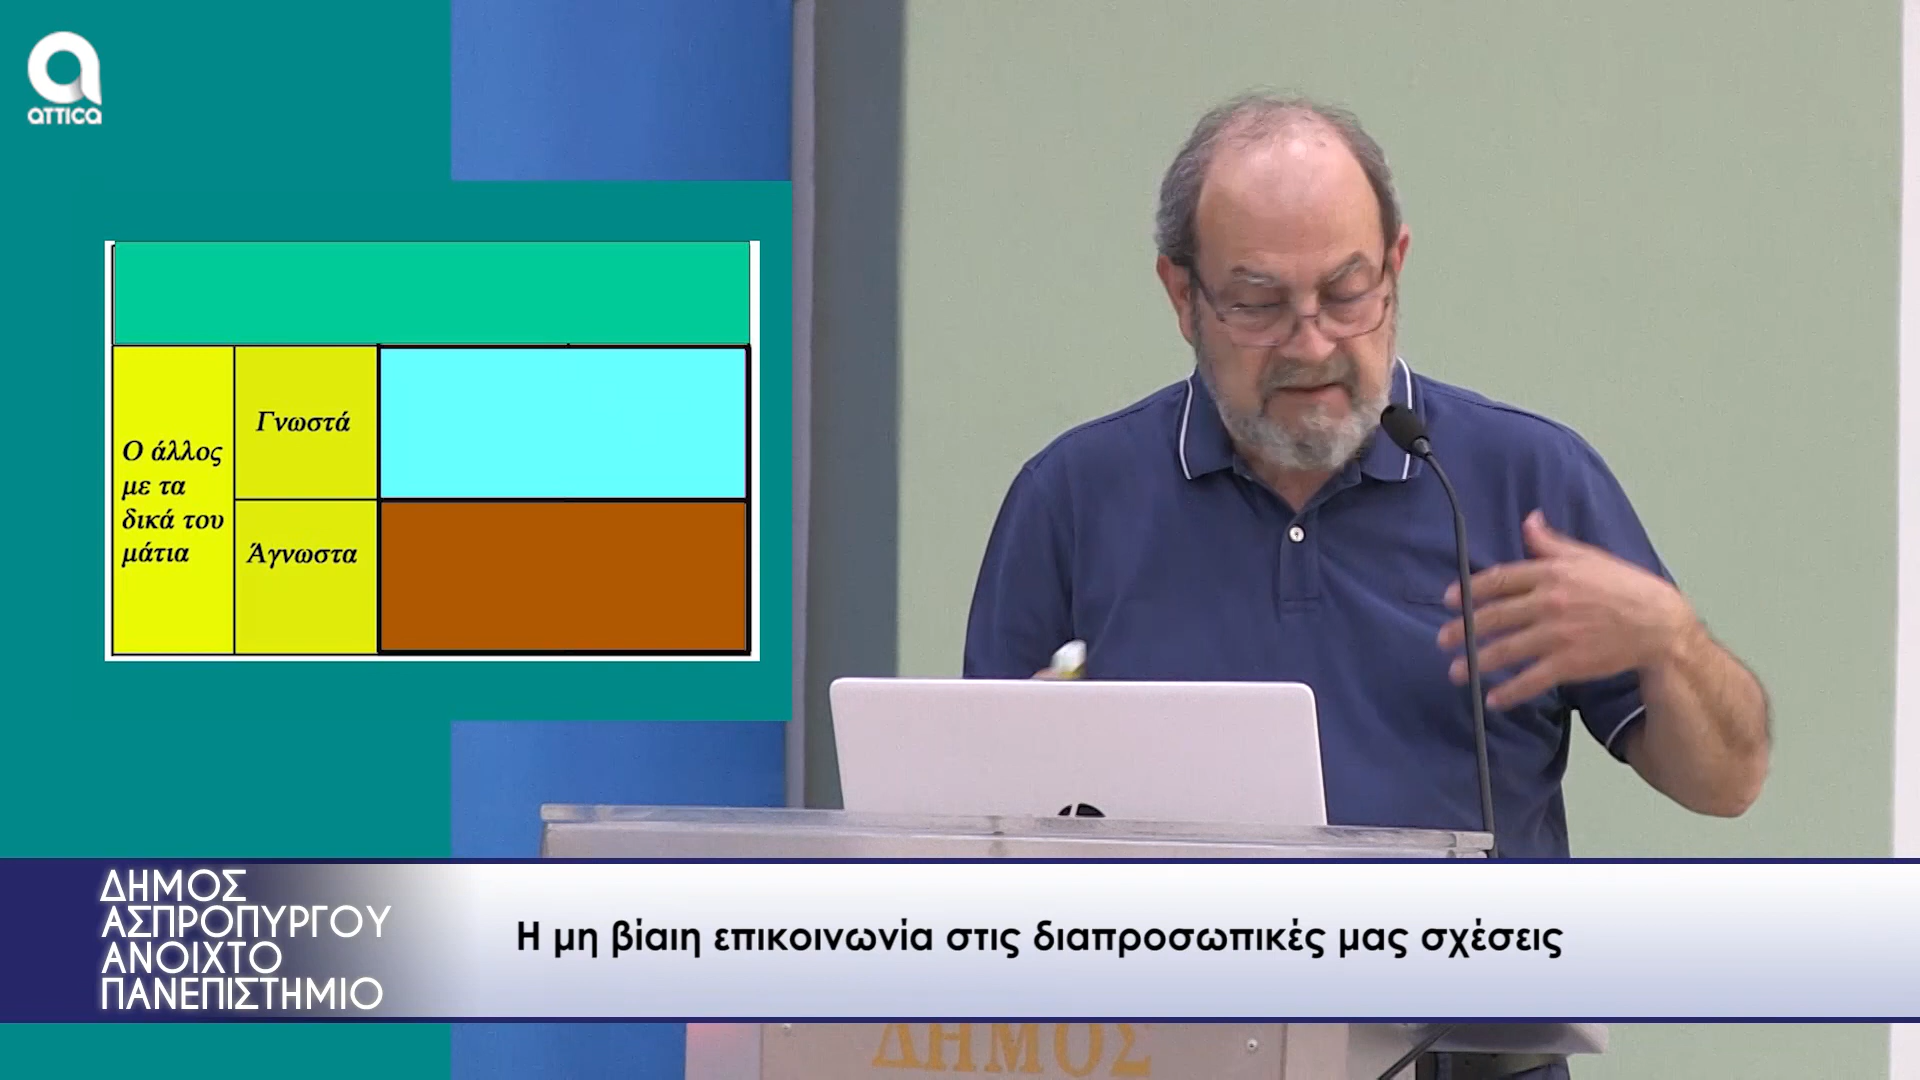 αττica
Γνωστά
Ο άλλος
με τα
δικά του
μάτια
Άγνωστα
ΔΗΜΟΣ
ΑΣΠΡΟΠΥΡΓΟΥ
ΑΝΟΙΧΤΟ
ΠΑΝΕΠΙΣΤΗΜΙΟ
Η μη βίαιη επικοινωνία στις διαπροσωπικές μας σχέσεις
ΔΗΜΟΣ